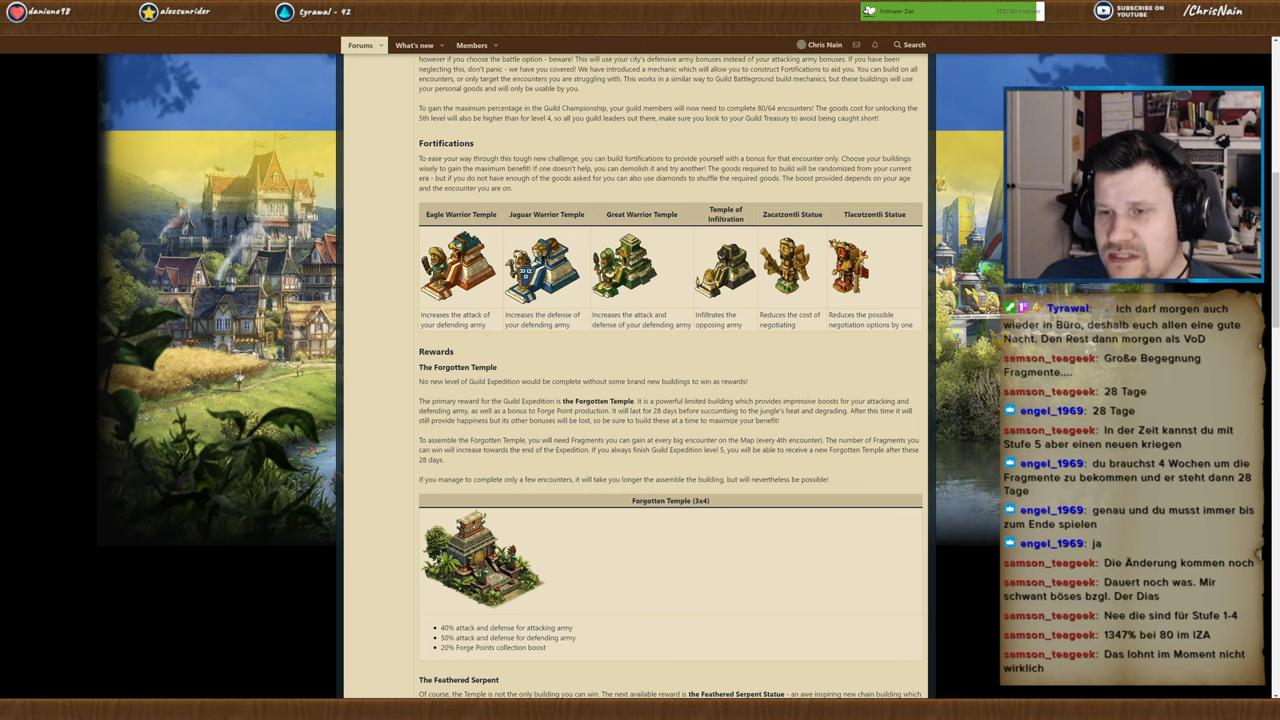 daniano98
aleesunrider
tyrawal - 42
Follower-Ziel
172/180 Follower
SUBSCRIBE ON
YOUTUBE
/ChrisNain
Forums
What's new
Members
Chris Nain
Search
however if you choose the battle option - beware! This will use your city's defensive army bonuses instead of your attacking army bonuses. If you have been
neglecting this, don't panic - we have you covered! We have introduced a mechanic which will allow you to construct Fortifications to aid you. You can build on all
encounters, or only target the encounters you are struggling with. This works in a similar way to Guild Battleground build mechanics, but these buildings will use
your personal goods and will only be usable by you.
To gain the maximum percentage in the Guild Championship, your guild members will now need to complete 80/64 encounters! The goods cost for unlocking the
5th level will also be higher than for level 4, so all you guild leaders out there, make sure you look to your Guild Treasury to avoid being caught short!
Fortifications
To ease your way through this tough new challenge, you can build fortifications to provide yourself with a bonus for that encounter only. Choose your buildings
wisely to gain the maximum benefit! If one doesn't help, you can demolish it and try another! The goods required to build will be randomized from your current
era - but if you do not have enough of the goods asked for you can also use diamonds to shuffle the required goods. The boost provided depends on your age
and the encounter you are on.
Eagle Warrior Temple
Jaguar Warrior Temple
Great Warrior Temple
Temple of
Infiltration
Zacatzontli Statue
Tlacotzontli Statue
Increases the attack of
your defending army
Increases the defense of
your defending army
Increases the attack and
defense of your defending army
Infiltrates the
opposing army
Reduces the cost of
negotiating
Reduces the possible
negotiation options by one
Rewards
The Forgotten Temple
No new level of Guild Expedition would be complete without some brand new buildings to win as rewards!
The primary reward for the Guild Expedition is the Forgotten Temple. It is a powerful limited building which provides impressive boosts for your attacking and
defending army, as well as a bonus to Forge Point production. It will last for 28 days before succumbing to the jungle's heat and degrading. After this time it will
still provide happiness but its other bonuses will be lost, so be sure to build these at a time to maximize your benefit!
To assemble the Forgotten Temple, you will need Fragments you can gain at every big encounter on the Map (every 4th encounter). The number of Fragments you
can win will increase towards the end of the Expedition. If you always finish Guild Expedition level 5, you will be able to receive a new Forgotten Temple after these
28 days.
If you manage to complete only a few encounters, it will take you longer the assemble the building, but will nevertheless be possible!
Forgotten Temple (3x4)
40% attack and defense for attacking army
50% attack and defense for defending army
20% Forge Points collection boost
The Feathered Serpent
Of course, the Temple is not the only building you can win. The next available reward is the Feathered Serpent Statue - an awe inspiring new chain building which
Tyrawal: . Ich darf morgen auch
wieder in Büro, deshalb euch allen eine gute
Nacht. Den Rest dann morgen als VoD
samson_teageek: Große Begegnung
Fragmente....
samson_teageek: 28 Tage
engel_1969: 28 Tage
samson_teageek: In der Zeit kannst du mit
Stufe 5 aber einen neuen kriegen
engel_1969: du brauchst 4 Wochen um die
Fragmente zu bekommen und er steht dann 28
Tage
engel_1969: genau und du musst immer bis
zum Ende spielen
engel_1969: ja
samson_teageek: Die Änderung kommen noch
samson_teageek: Dauert noch was. Mir
schwant böses bzgl. Der Dias
samson_teageek: Nee die sind für Stufe 1-4
samson_teageek: 1347% bei 80 im IZA
samson_teageek: Das lohnt im Moment nicht
wirklich